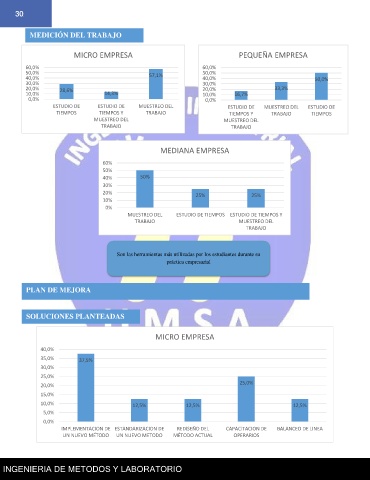 30
MEDICIÓN DEL TRABAJO
MICRO EMPRESA
60,0%
50,0%
40,0%
30,0%
20,0%
10,0%
0,0%
28,6%
14,3%
57,1%
ESTUDIO DE TIEMPOS
ESTUDIO DE TIEMPOS Y MUESTREO DEL TRABAJO
MUESTREO DEL TRABAJO
PEQUEÑA EMPRESA
60,0%
50,0%
40,0%
30,0%
20,0%
10,0%
0,0%
16,7%
33,3%
50,0%
ESTUDIO DE TIEMPOS Y MUESTREO DEL TRABAJO
MUESTREO DEL TRABAJO
ESTUDIO DE TIEMPOS
MEDIANA EMPRESA
60%
50%
40%
30%
20%
10%
0%
50%
25%
25%
MUESTREO DEL TRABAJO
ESTUDIO DE TIEMPOS
ESTUDIO DE TIEMPOS Y MUESTREO DEL TRABAJO
Son las herramientas más utilizadas por los estudiantes durante su
práctica empresarial
PLAN DE MEJORA
SOLUCIONES PLANTEADAS
UMSA
MICRO EMPRESA
40,0%
35,0%
30,0%
25,0%
20,0%
15,0%
10,0%
5,0%
0,0%
37,5%
12,5%
12,5%
25,0%
12,5%
IMPLEMENTACION DE UN NUEVO METODO
ESTANDARIZACION DE UN NUEVO METODO
REDISEÑO DEL MÉTODO ACTUAL
CAPACITACION DE OPERARIOS
BALANCEO DE LINEA
INGENIERIA DE METODOS Y LABORATORIO